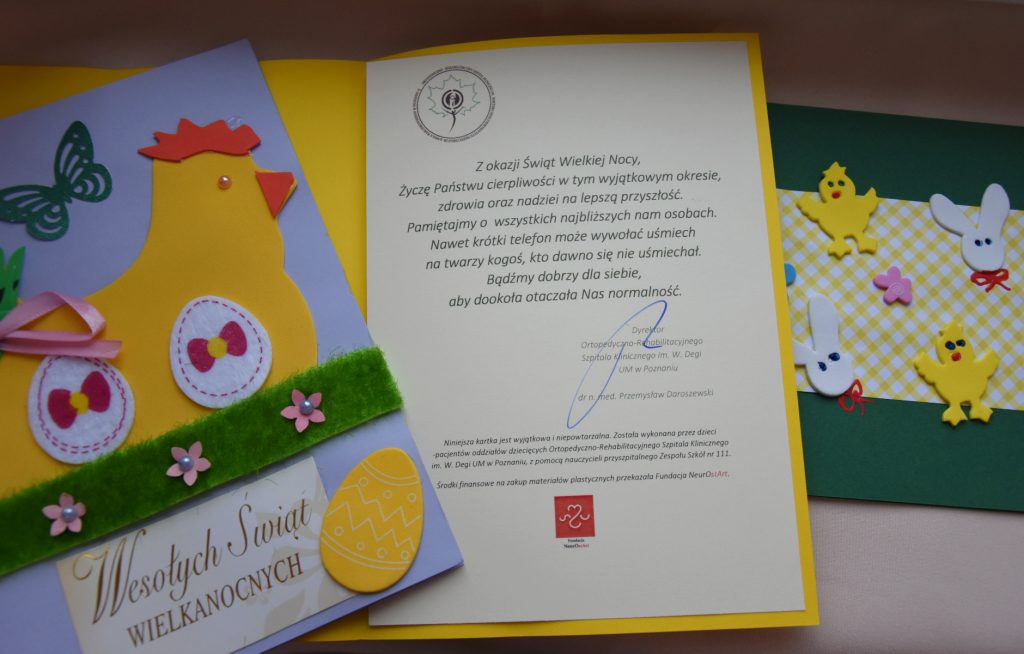 Z okazji Świąt Wielkiej Nocy,
Życzę Państwu cierpliwości w tym wyjątkowym okresie,
zdrowia oraz nadziei na lepszą przyszłość.
Pamiętajmy o wszystkich najbliższych nam osobach.
Nawet krótki telefon może wywołać uśmiech
na twarzy kogoś, kto dawno się nie uśmiechał.
Bądźmy dobrzy dla siebie,
aby dookoła otaczała Nas normalność.
Dyrektor
Ortopedyczno-Rehabilitacyjnego
Szpitala Klinicznego im. W. Degi
UM w Poznaniu
dr n. med. Przemysław Daroszewski
Niniejsza kartka jest wyjątkowa i niepowtarzalna. Została wykonana przez dzieci
-pacjentów oddziałów dziecięcych Ortopedyczno-Rehabilitacyjnego Szpitala Klinicznego
im. W. Degi UM w Poznaniu, z pomocą nauczycieli przyszpitalnego Zespołu Szkół nr 111.
Środki finansowe na zakup materiałów plastycznych przekazała Fundacja NeurOstArt.
Fundacja
NeurOstArt
Wesołych Świąt
WIELKANOCNYCH